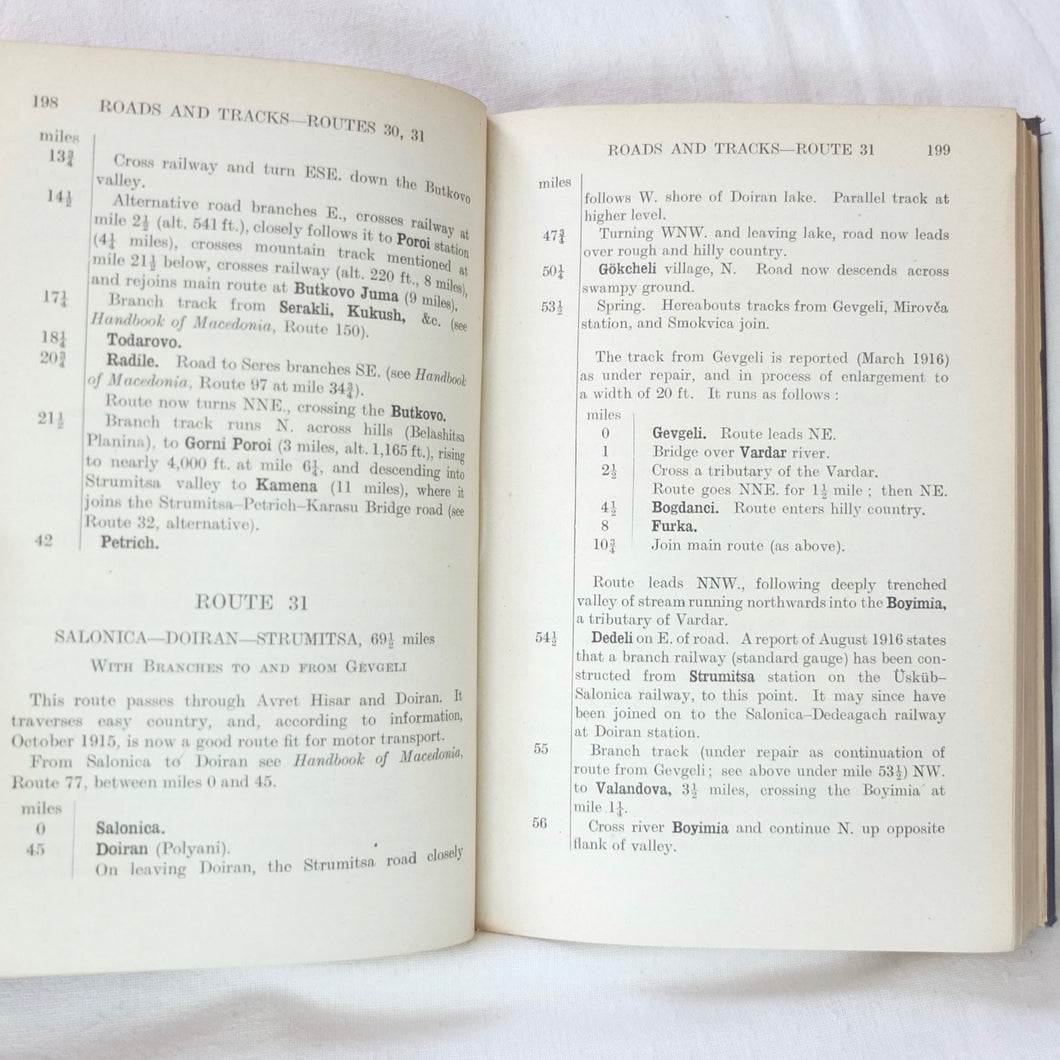 198 ROADS AND TRACKS—ROUTES 30, 31
miles
13¾ Cross railway and turn ESE. down the Butkovo
valley.
14½ Alternative road branches E., crosses railway at
mile 2½ (alt. 541 ft.), closely follows it to Poroi station
(4¼ miles), crosses mountain track mentioned at
mile 21½ below, crosses railway (alt. 220 ft., 8 miles),
and rejoins main route at Butkovo Juma (9 miles).
17¼ Branch track from Serakli, Kukush, &c. (see
Handbook of Macedonia, Route 150).
18¼ Todarovo.
20¾ Radile. Road to Seres branches SE. (see Handbook
of Macedonia, Route 97 at mile 34¾).
Route now turns NNE., crossing the Butkovo.
21½ Branch track runs N. across hills (Belashitsa
Planina), to Gorni Poroi (3 miles, alt. 1,165 ft.), rising
to nearly 4,000 ft. at mile 6¼, and descending into
Strumitsa valley to Kamena (11 miles), where it
joins the Strumitsa–Petrich–Karasu Bridge road (see
Route 32, alternative).
42 Petrich.
ROUTE 31
SALONICA—DOIRAN—STRUMITSA, 69½ miles
With Branches to and from Gevgeli
This route passes through Avret Hisar and Doiran. It
traverses easy country, and, according to information,
October 1915, is now a good route fit for motor transport.
From Salonica to Doiran see Handbook of Macedonia,
Route 77, between miles 0 and 45.
miles
0 Salonica.
45 Doiran (Polyani).
On leaving Doiran, the Strumitsa road closely
ROADS AND TRACKS—ROUTE 31 199
miles
follows W. shore of Doiran lake. Parallel track at
higher level.
47¾ Turning WNW. and leaving lake, road now leads
over rough and hilly country.
50¼ Gökcheli village, N. Road now descends across
swampy ground.
53½ Spring. Hereabouts tracks from Gevgeli, Mirovča
station, and Smokvica join.
The track from Gevgeli is reported (March 1916)
as under repair, and in process of enlargement to
a width of 20 ft. It runs as follows :
miles
0 Gevgeli. Route leads NE.
1 Bridge over Vardar river.
2½ Cross a tributary of the Vardar.
Route goes NNE. for 1½ mile ; then NE.
4½ Bogdanci. Route enters hilly country.
8 Furka.
10¾ Join main route (as above).
Route leads NNW., following deeply trenched
valley of stream running northwards into the Boyimia,
a tributary of Vardar.
54½ Dedeli on E. of road. A report of August 1916 states
that a branch railway (standard gauge) has been con-
structed from Strumitsa station on the Üsküb–
Salonica railway, to this point. It may since have
been joined on to the Salonica–Dedeagach railway
at Doiran station.
55 Branch track (under repair as continuation of
route from Gevgeli ; see above under mile 53½) NW.
to Valandova, 3½ miles, crossing the Boyimia at
mile 1¼.
56 Cross river Boyimia and continue N. up opposite
flank of valley.